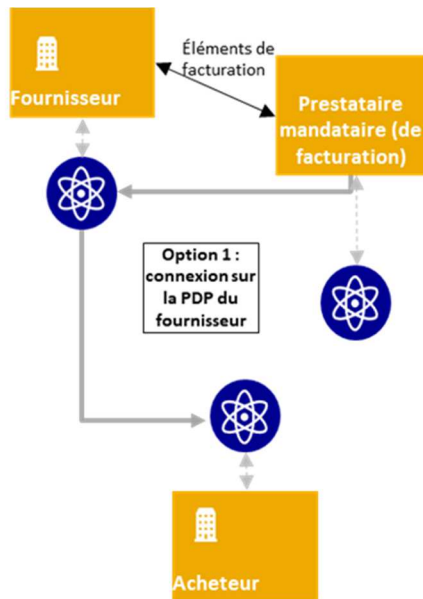 Éléments de
facturation
Fournisseur
Prestataire
mandataire (de
facturation)
Option 1 :
connexion sur
la PDP du
fournisseur
Acheteur